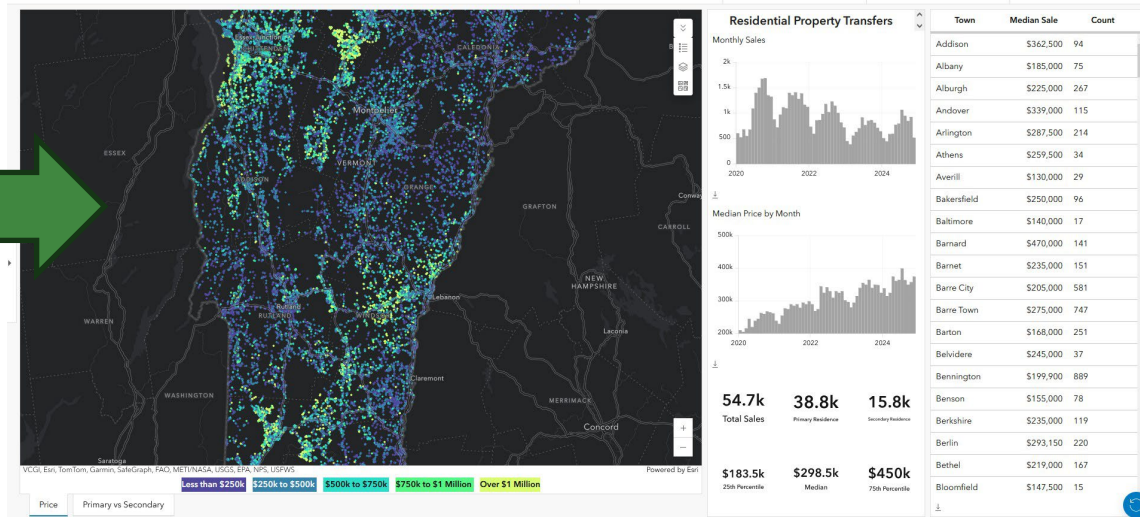 Essex Junction
CHITTENDEN
CALEDONIA
Montpelier
ESSEX
VERMONT
ADDISON
ORANGE
GRAFTON
Conway
CARROLL
NEW
HAMPSHIRE
Lebanon
Rutland
RUTLAND
WINDSOR
WARREN
Laconia
Claremont
WASHINGTON
MERRIMACK
Concord
Saratoga
+
−
VCGI, Esri, TomTom, Garmin, SafeGraph, FAO, METI/NASA, USGS, EPA, NPS, USFWS
Powered by Esri
Less than $250k $250k to $500k $500k to $750k $750k to $1 Million Over $1 Million
Price Primary vs Secondary
Residential Property Transfers
Monthly Sales
2k
1.5k
1k
500
0
2020 2022 2024
Median Price by Month
500k
400k
300k
200k
2020 2022 2024
54.7k 38.8k 15.8k
Total Sales Primary Residence Secondary Residence
$183.5k $298.5k $450k
25th Percentile Median 75th Percentile
Town Median Sale Count
Addison $362,500 94
Albany $185,000 75
Alburgh $225,000 267
Andover $339,000 115
Arlington $287,500 214
Athens $259,500 34
Averill $130,000 29
Bakersfield $250,000 96
Baltimore $140,000 17
Barnard $470,000 141
Barnet $235,000 151
Barre City $205,000 581
Barre Town $275,000 747
Barton $168,000 251
Belvidere $245,000 37
Bennington $199,900 889
Benson $155,000 78
Berkshire $235,000 119
Berlin $293,150 220
Bethel $219,000 167
Bloomfield $147,500 15